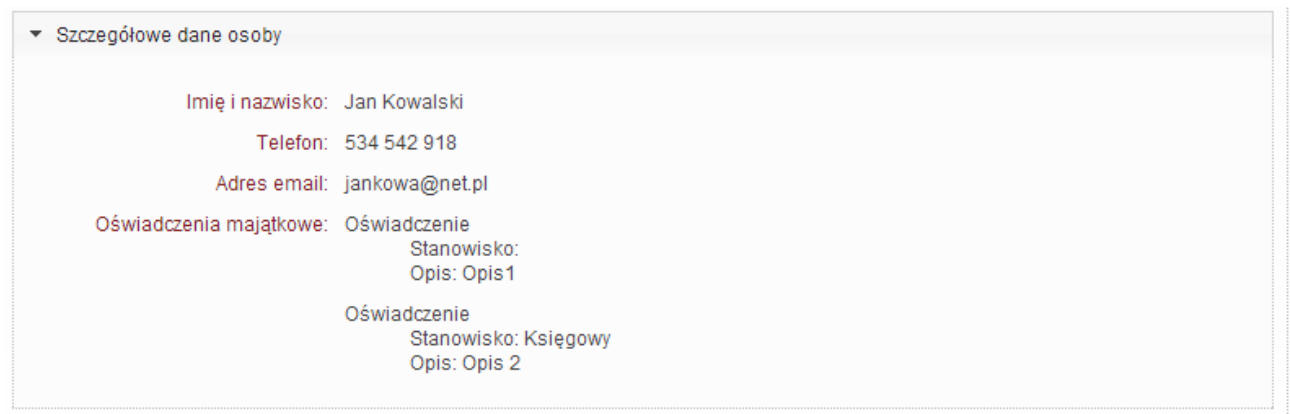 Szczegółowe dane osoby
Imię i nazwisko: Jan Kowalski
Telefon: 534 542 918
Adres email: jankowa@net.pl
Oświadczenia majątkowe: Oświadczenie
Stanowisko:
Opis: Opis1
Oświadczenie
Stanowisko: Księgowy
Opis: Opis 2